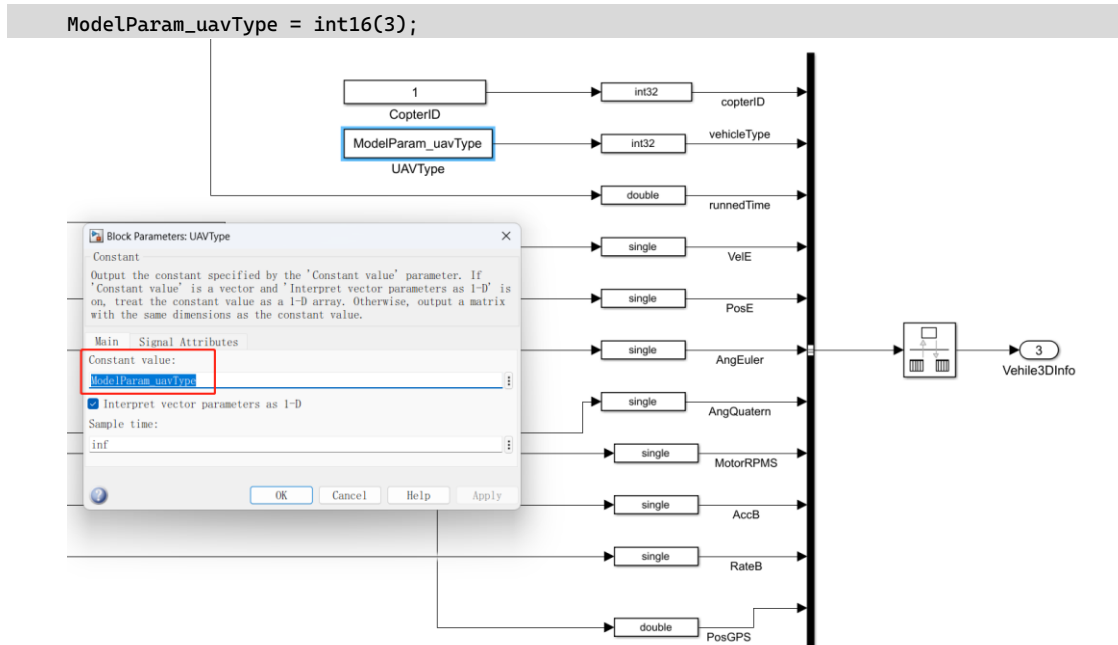 ModelParam_uavType = int16(3);
1
CopterID
int32
copterID
ModelParam_uavType
UAVType
int32
vehicleType
double
runnedTime
single
VelE
single
PosE
single
AngEuler
single
AngQuatern
single
MotorRPMS
single
AccB
single
RateB
double
PosGPS
3
Vehile3DInfo
Block Parameters: UAVType
Constant
Output the constant specified by the 'Constant value' parameter. If
'Constant value' is a vector and 'Interpret vector parameters as 1-D' is
on, treat the constant value as a 1-D array. Otherwise, output a matrix
with the same dimensions as the constant value.
Main Signal Attributes
Constant value:
ModelParam_uavType
Interpret vector parameters as 1-D
Sample time:
inf
OK Cancel Help Apply